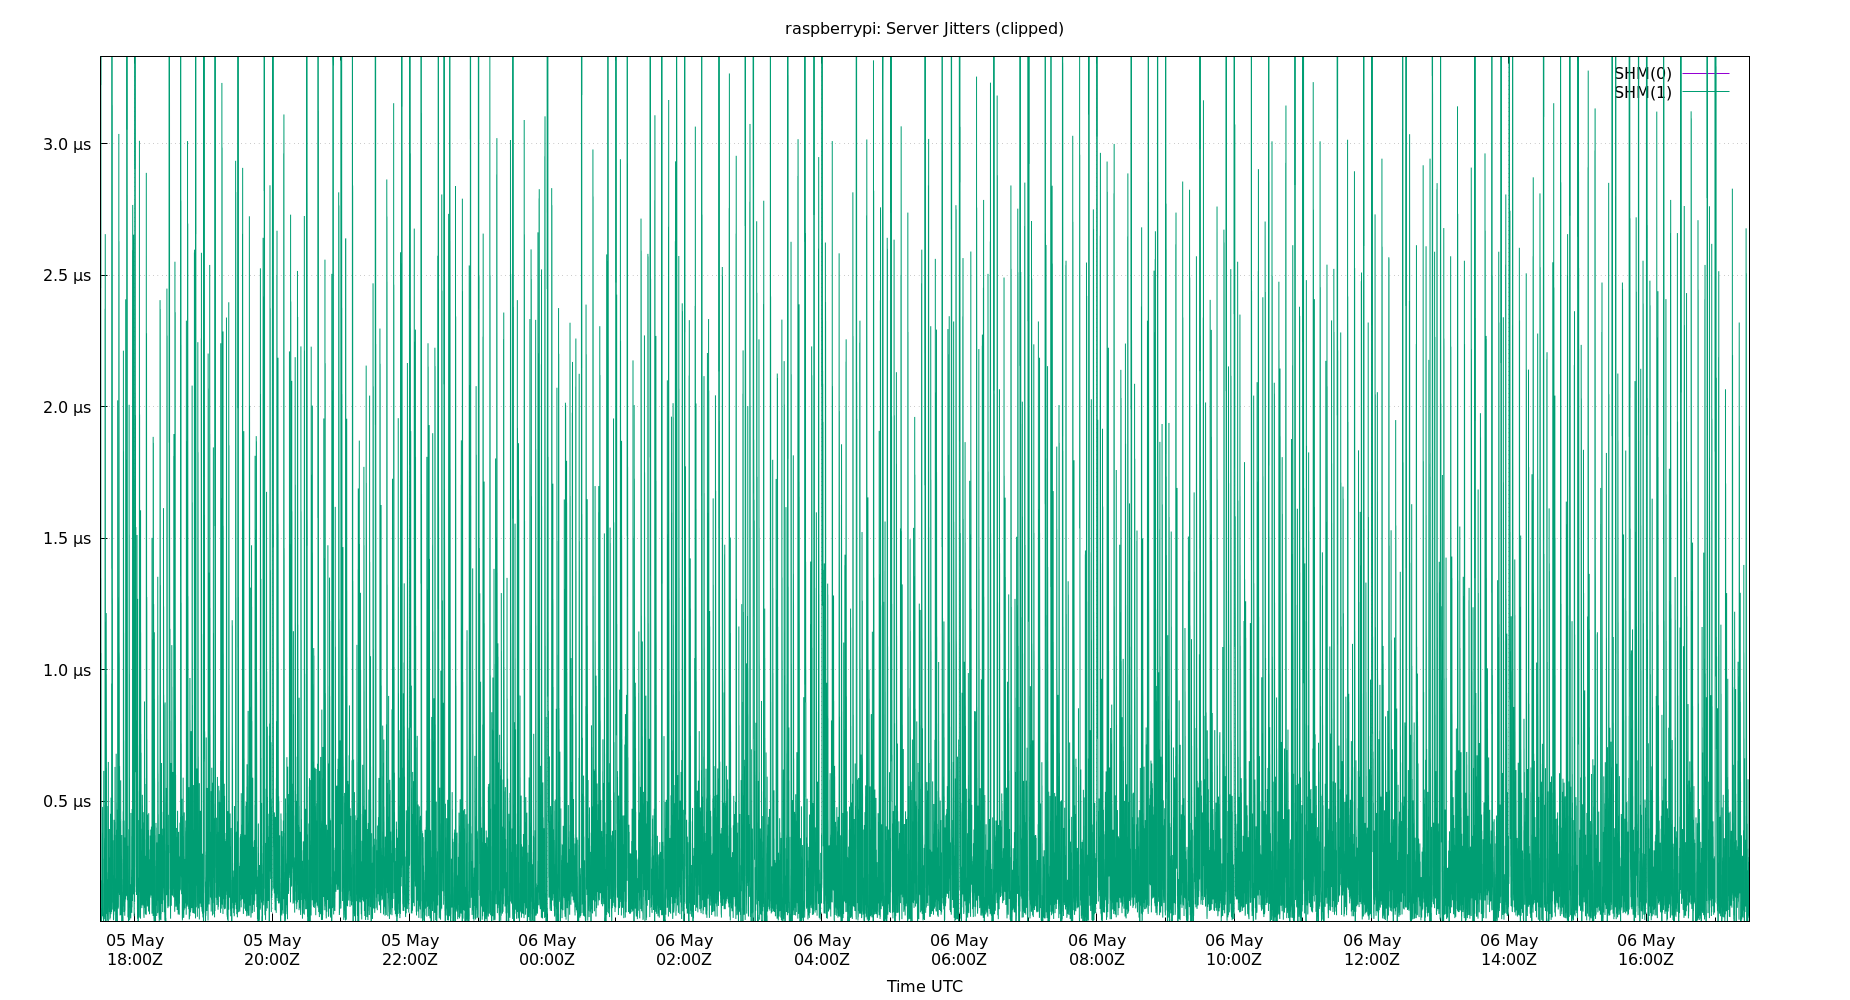 raspberrypi: Server Jitters (clipped)
SHM(0)
SHM(1)
3.0 μs
2.5 μs
2.0 μs
1.5 μs
1.0 μs
0.5 μs
05 May 05 May 05 May 06 May 06 May 06 May 06 May 06 May 06 May 06 May 06 May 06 May
18:00Z 20:00Z 22:00Z 00:00Z 02:00Z 04:00Z 06:00Z 08:00Z 10:00Z 12:00Z 14:00Z 16:00Z
Time UTC